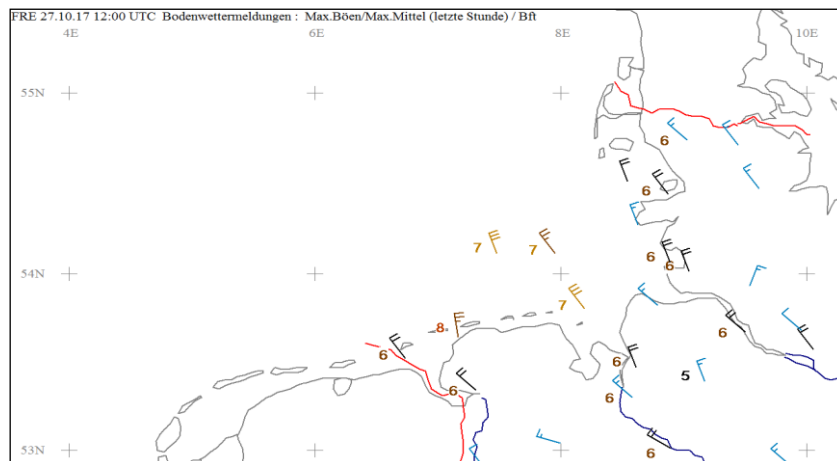 FRE 27.10.17 12:00 UTC Bodenwettermeldungen : Max.Böen/Max.Mittel (letzte Stunde) / Bft
4E 6E 8E 10E
55N
6
6
7 7 6 6
54N
7
8. 6
6 6
6 5
6
53N 6